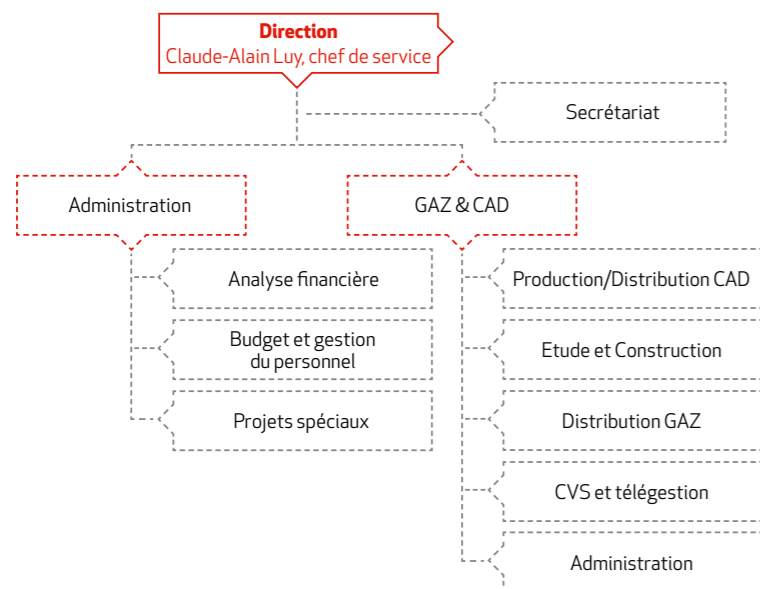 Direction
Claude-Alain Luy, chef de service
Secrétariat
Administration
GAZ & CAD
Analyse financière
Budget et gestion
du personnel
Projets spéciaux
Production/Distribution CAD
Etude et Construction
Distribution GAZ
CVS et télégestion
Administration